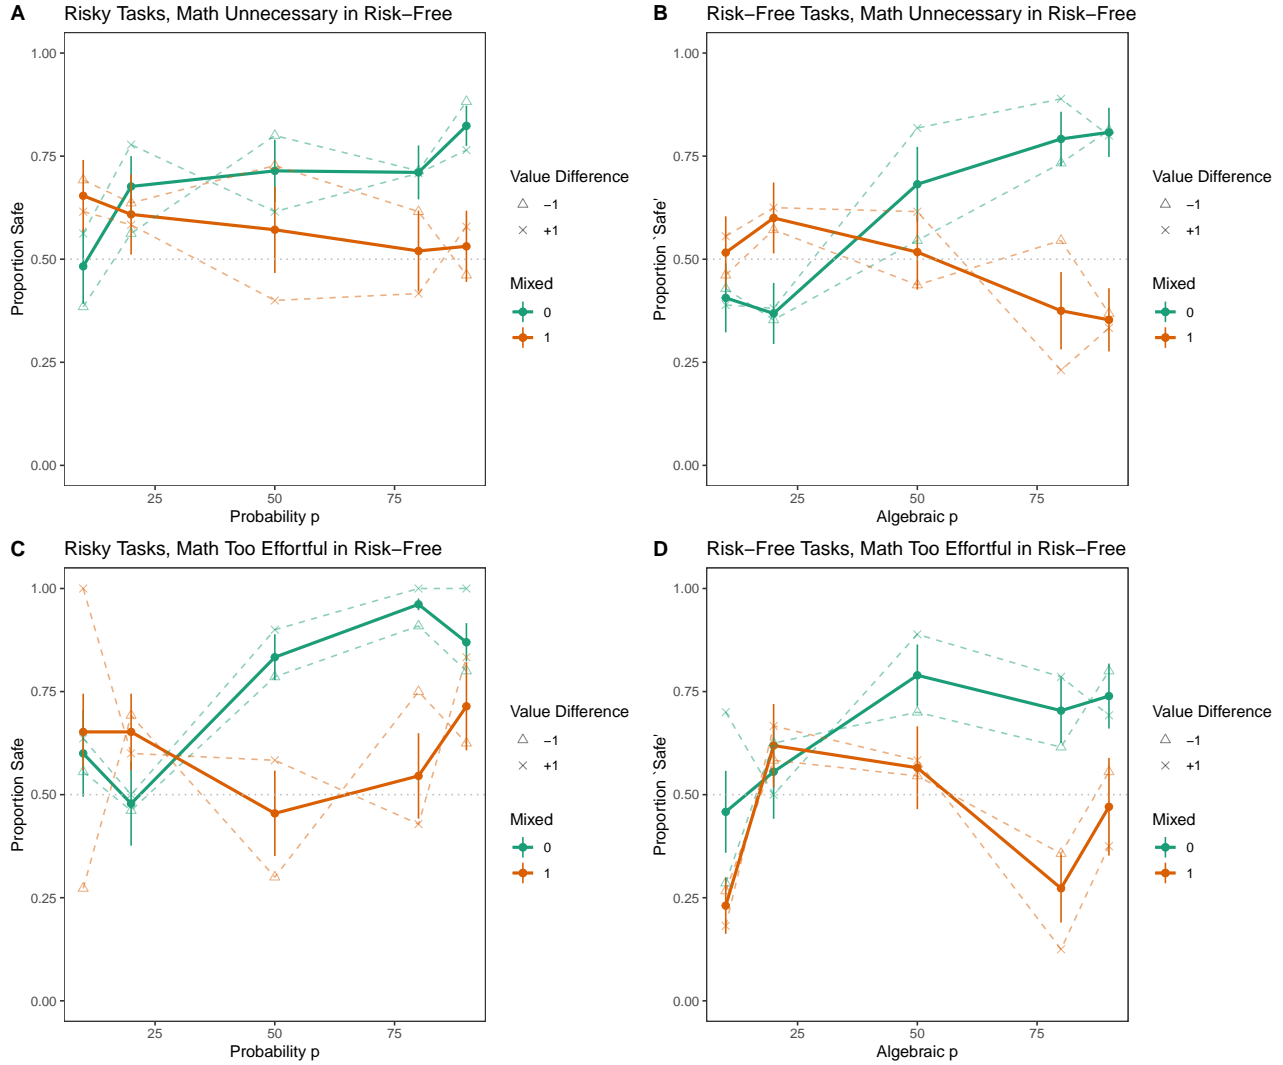 A Risky Tasks, Math Unnecessary in Risk−Free
Proportion Safe
1.00
0.75
0.50
0.25
0.00
25 50 75
Probability p
Value Difference
−1
+1
Mixed
0
1
B Risk−Free Tasks, Math Unnecessary in Risk−Free
Proportion `Safe'
1.00
0.75
0.50
0.25
0.00
25 50 75
Algebraic p
Value Difference
−1
+1
Mixed
0
1
C Risky Tasks, Math Too Effortful in Risk−Free
Proportion Safe
1.00
0.75
0.50
0.25
0.00
25 50 75
Probability p
Value Difference
−1
+1
Mixed
0
1
D Risk−Free Tasks, Math Too Effortful in Risk−Free
Proportion `Safe'
1.00
0.75
0.50
0.25
0.00
25 50 75
Algebraic p
Value Difference
−1
+1
Mixed
0
1